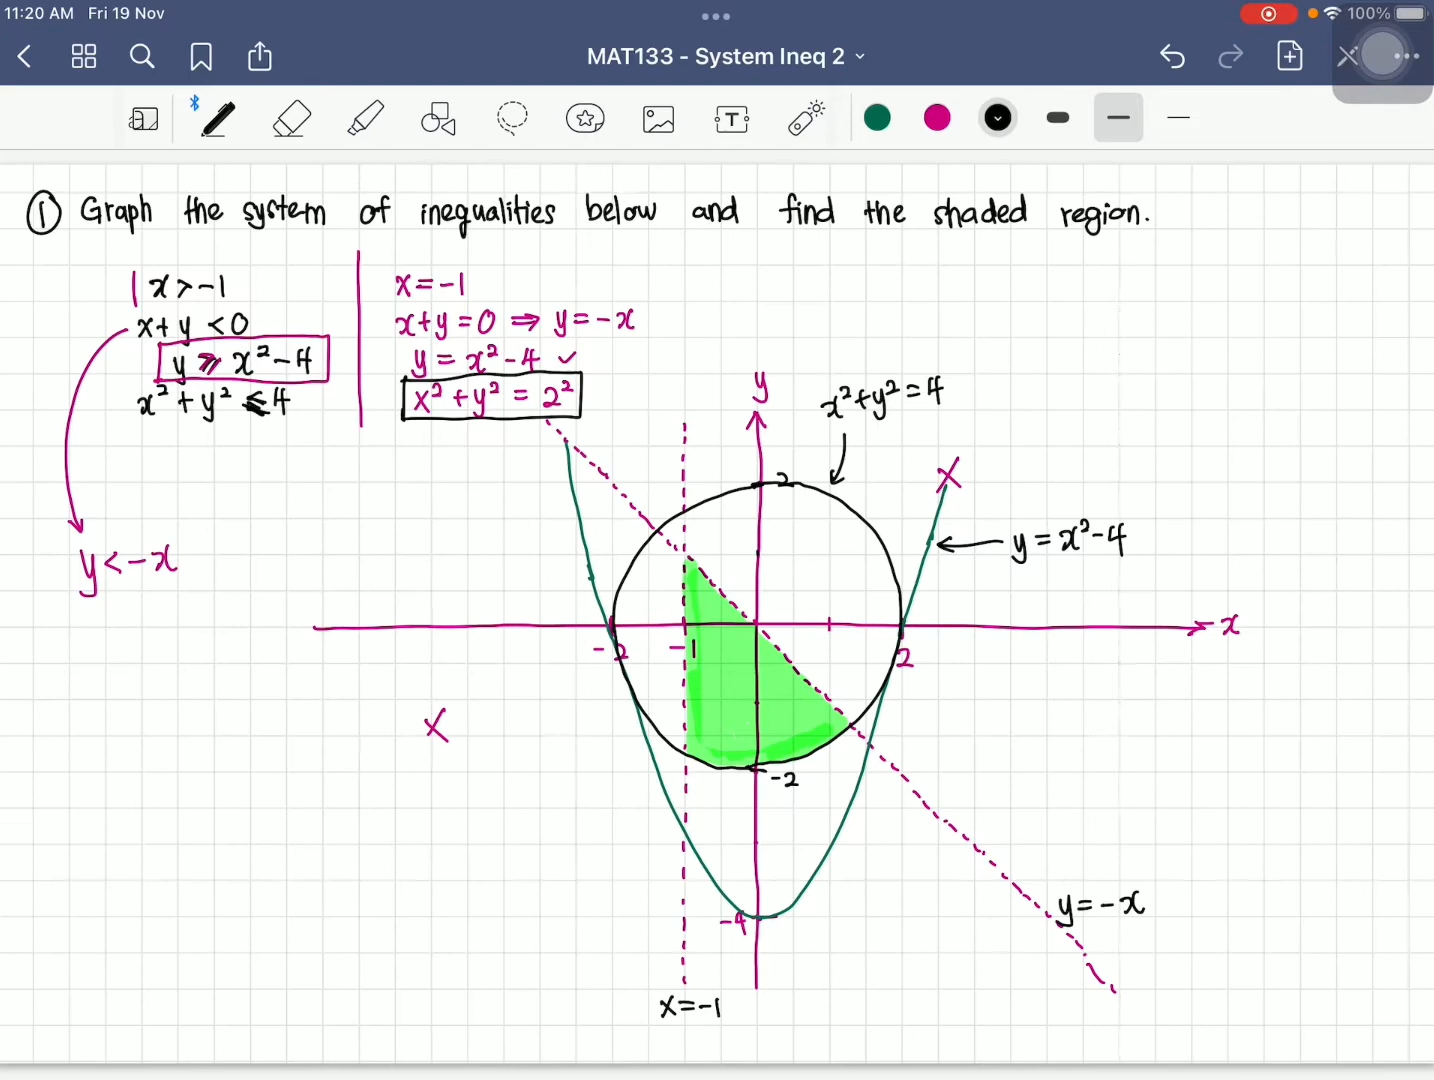 11:20 AM Fri 19 Nov
100%
MAT133 - System Ineq 2
T
① Graph the system of inequalities below and find the shaded region.
x > -1
x + y < 0
y ≥ x² - 4
x² + y² ≤ 4
y < -x
x = -1
x + y = 0 ⇒ y = -x
y = x² - 4 ✓
x² + y² = 2²
y
x² + y² = 4
2
X
y = x² - 4
x
-2
-1
2
X
-2
-4
y = -x
x = -1